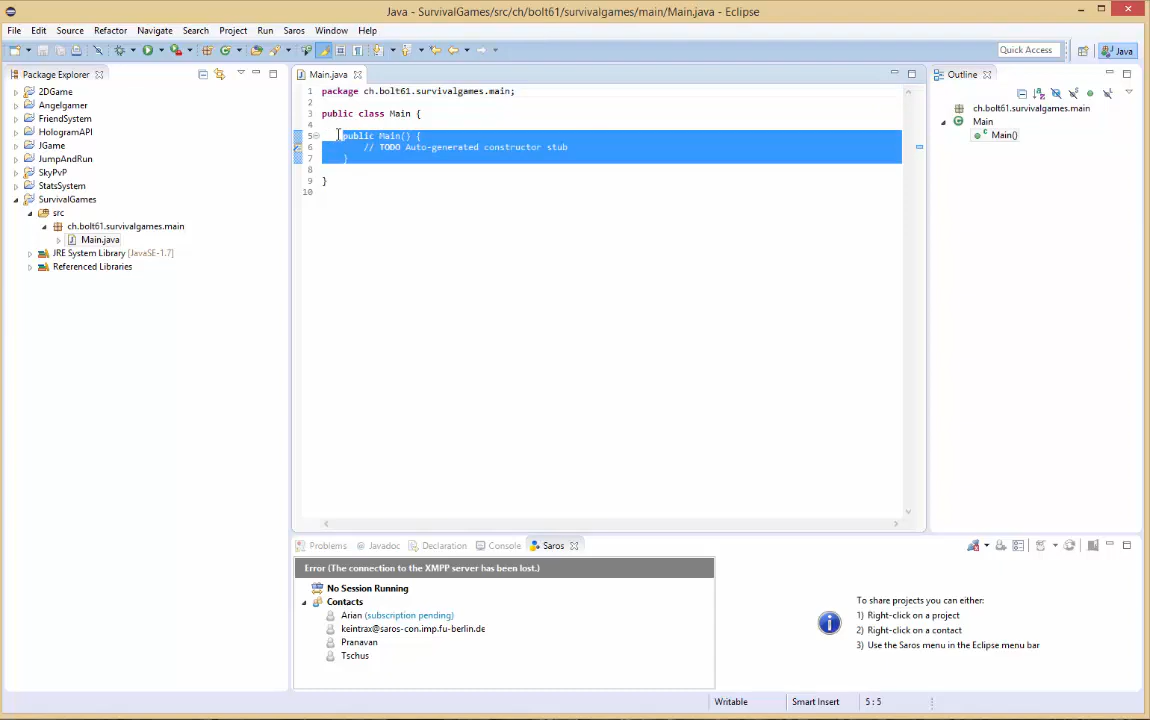 Java - SurvivalGames/src/ch/bolt61/survivalgames/main/Main.java - Eclipse
File Edit Source Refactor Navigate Search Project Run Saros Window Help
Quick Access Java
Package Explorer
2DGame
Angelgamer
FriendSystem
HologramAPI
JGame
JumpAndRun
SkyPvP
StatsSystem
SurvivalGames
src
ch.bolt61.survivalgames.main
Main.java
JRE System Library [JavaSE-1.7]
Referenced Libraries
Main.java
1 package ch.bolt61.survivalgames.main;
2
3 public class Main {
4
5 public Main() {
6 // TODO Auto-generated constructor stub
7 }
8
9 }
10
Outline
ch.bolt61.survivalgames.main
Main
Main()
Problems Javadoc Declaration Console Saros
Error (The connection to the XMPP server has been lost.)
No Session Running
Contacts
Arian (subscription pending)
keintrax@saros-con.imp.fu-berlin.de
Pranavan
Tschus
To share projects you can either:
1) Right-click on a project
2) Right-click on a contact
3) Use the Saros menu in the Eclipse menu bar
Writable Smart Insert 5 : 5